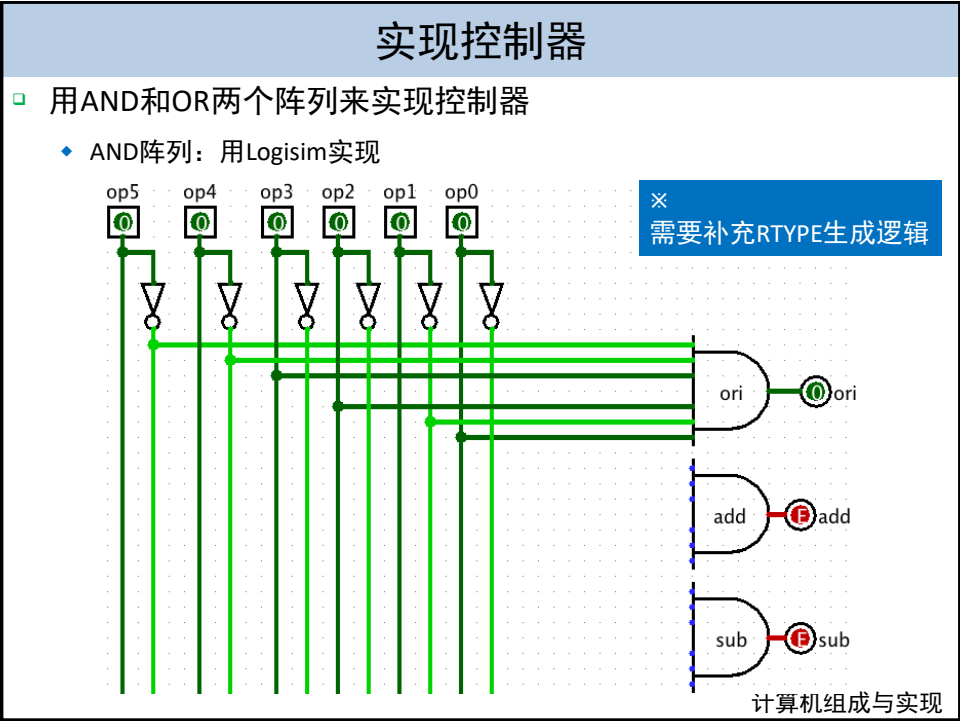 实现控制器
用AND和OR两个阵列来实现控制器
AND阵列：用Logisim实现
op5 op4 op3 op2 op1 op0
0 0 0 0 0 0
※
需要补充RTYPE生成逻辑
ori 0 ori
add E add
sub E sub
计算机组成与实现